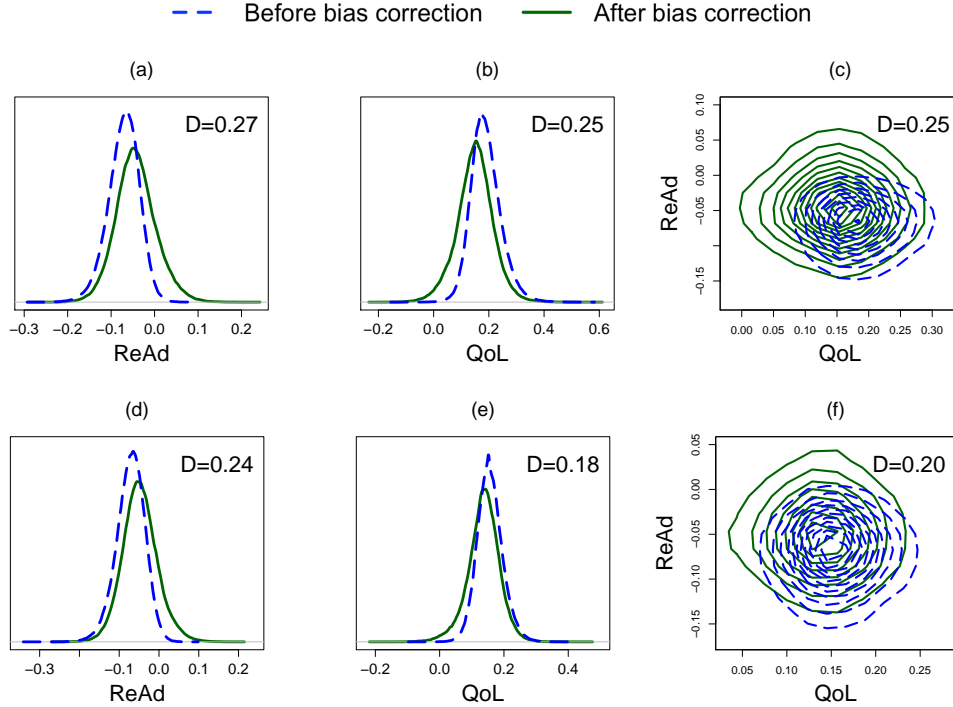 Before bias correction After bias correction
(a) (b) (c)
D=0.27 D=0.25 D=0.25
ReAd
0.10
0.05
0.00
−0.05
−0.15
−0.3 −0.2 −0.1 0.0 0.1 0.2
−0.2 0.0 0.2 0.4 0.6
0.00 0.05 0.10 0.15 0.20 0.25 0.30
ReAd QoL QoL
(d) (e) (f)
D=0.24 D=0.18 D=0.20
ReAd
0.05
0.00
−0.05
−0.10
−0.15
−0.3 −0.1 0.0 0.1 0.2
−0.2 0.0 0.2 0.4
0.05 0.10 0.15 0.20 0.25
ReAd QoL QoL